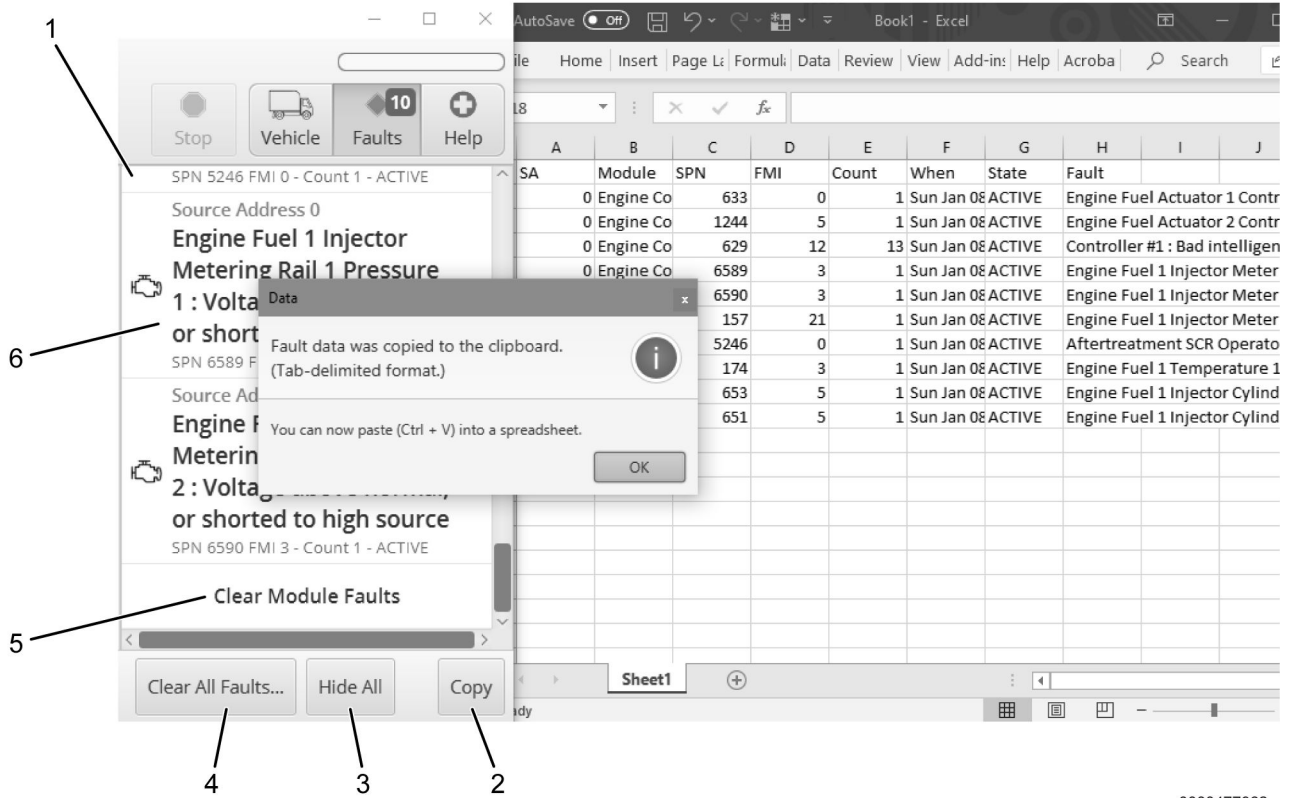 1
AutoSave Off Book1 - Excel
ile Home Insert Page La Formula Data Review View Add-ins Help Acroba Search
10
Stop Vehicle Faults Help
18 fx
A B C D E F G H I J
SPN 5246 FMI 0 - Count 1 - ACTIVE
SA Module SPN FMI Count When State Fault
0 Engine Co 633 0 1 Sun Jan 08 ACTIVE Engine Fuel Actuator 1 Contr
0 Engine Co 1244 5 1 Sun Jan 08 ACTIVE Engine Fuel Actuator 2 Contr
0 Engine Co 629 12 13 Sun Jan 08 ACTIVE Controller #1 : Bad intelligen
0 Engine Co 6589 3 1 Sun Jan 08 ACTIVE Engine Fuel 1 Injector Meter
6590 3 1 Sun Jan 08 ACTIVE Engine Fuel 1 Injector Meter
157 21 1 Sun Jan 08 ACTIVE Engine Fuel 1 Injector Meter
5246 0 1 Sun Jan 08 ACTIVE Aftertreatment SCR Operato
174 3 1 Sun Jan 08 ACTIVE Engine Fuel 1 Temperature 1
653 5 1 Sun Jan 08 ACTIVE Engine Fuel 1 Injector Cylind
651 5 1 Sun Jan 08 ACTIVE Engine Fuel 1 Injector Cylind
Source Address 0
Engine Fuel 1 Injector
Metering Rail 1 Pressure
1 : Volta
or short
SPN 6589 F
6
Data
x
Fault data was copied to the clipboard.
(Tab-delimited format.)
i
You can now paste (Ctrl + V) into a spreadsheet.
OK
Source Ad
Engine F
Meterin
2 : Voltage above normal,
or shorted to high source
SPN 6590 FMI 3 - Count 1 - ACTIVE
Clear Module Faults
5
Clear All Faults... Hide All Copy
Sheet1
ady
4 3 2